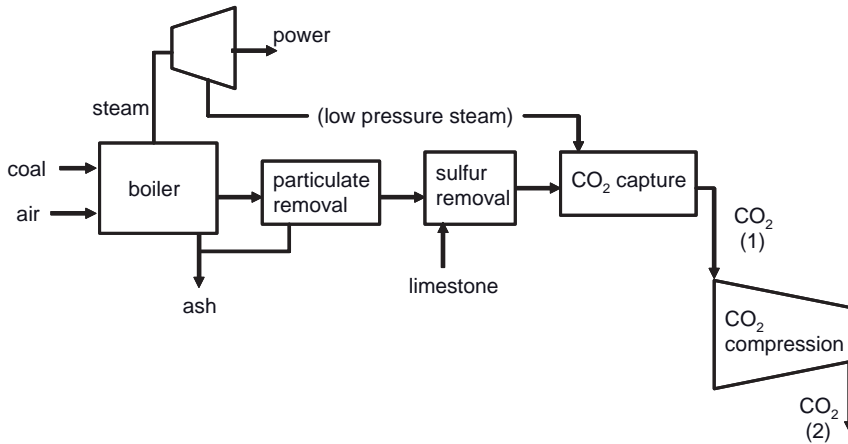 power
steam
(low pressure steam)
coal
air
boiler
particulate
removal
sulfur
removal
CO₂ capture
ash
limestone
CO₂
(1)
CO₂
compression
CO₂
(2)